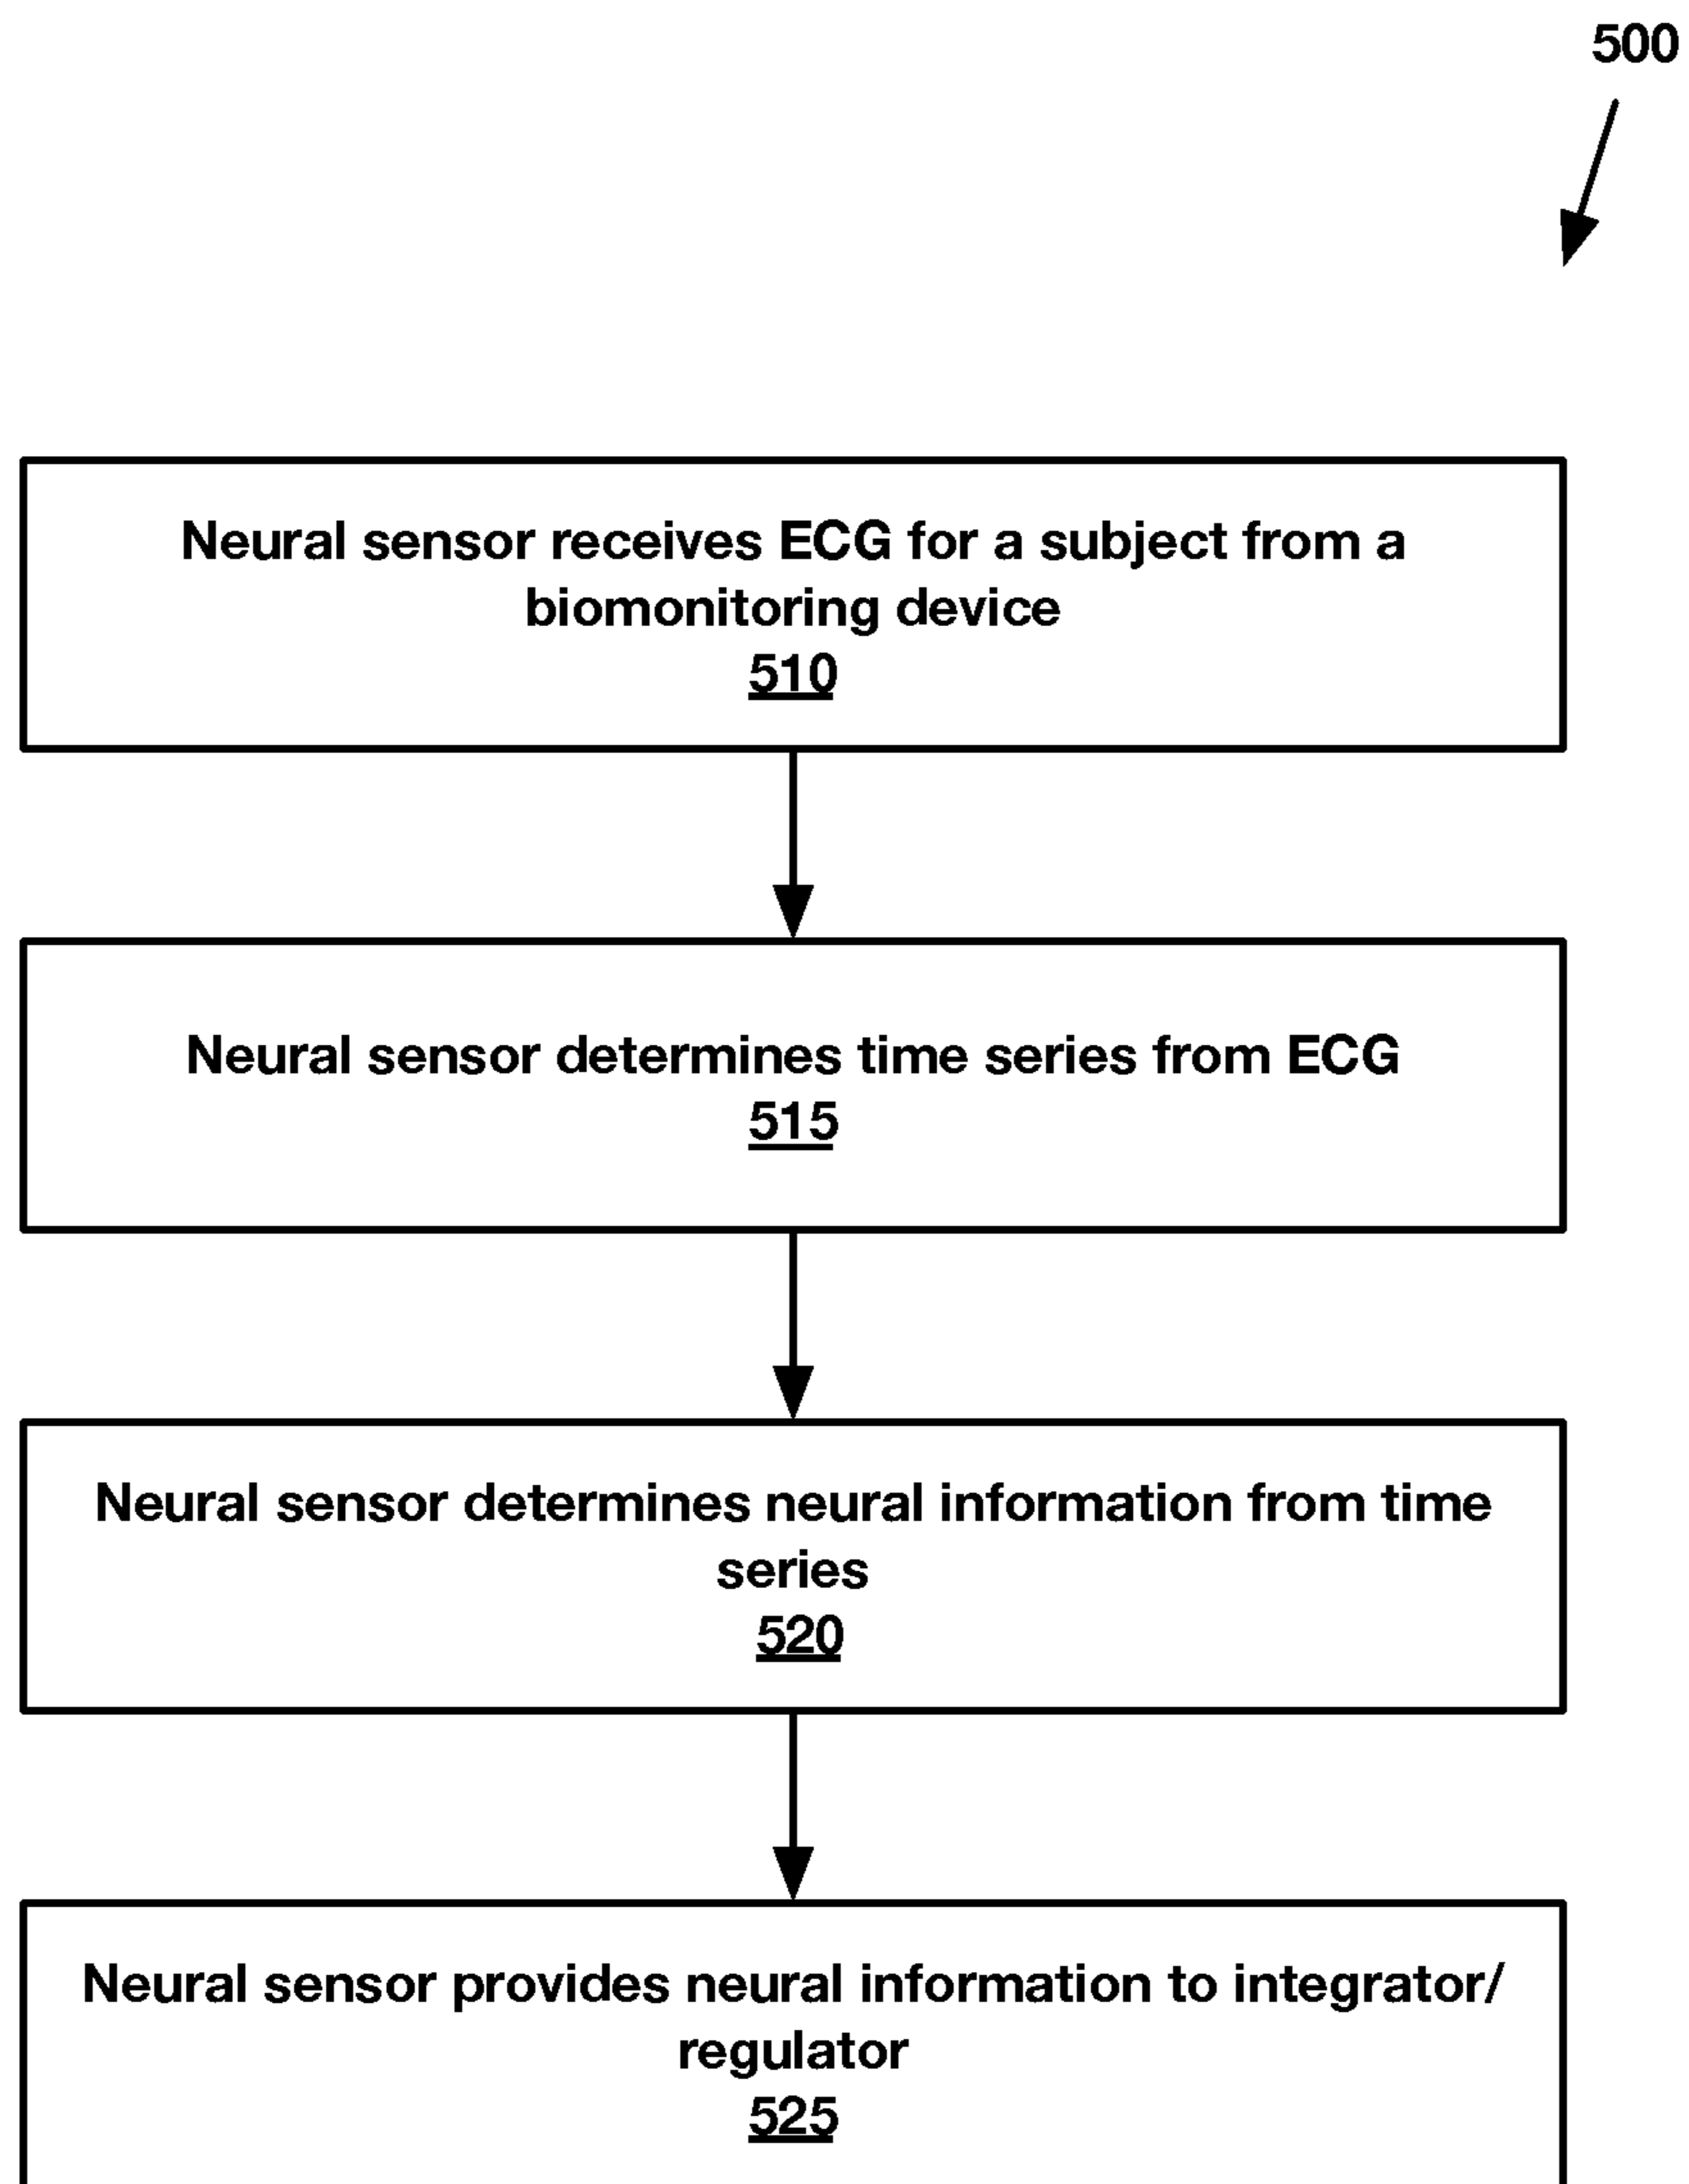 500
Neural sensor receives ECG for a subject from a
biomonitoring device
510
Neural sensor determines time series from ECG
515
Neural sensor determines neural information from time
series
520
Neural sensor provides neural information to integrator/
regulator
525